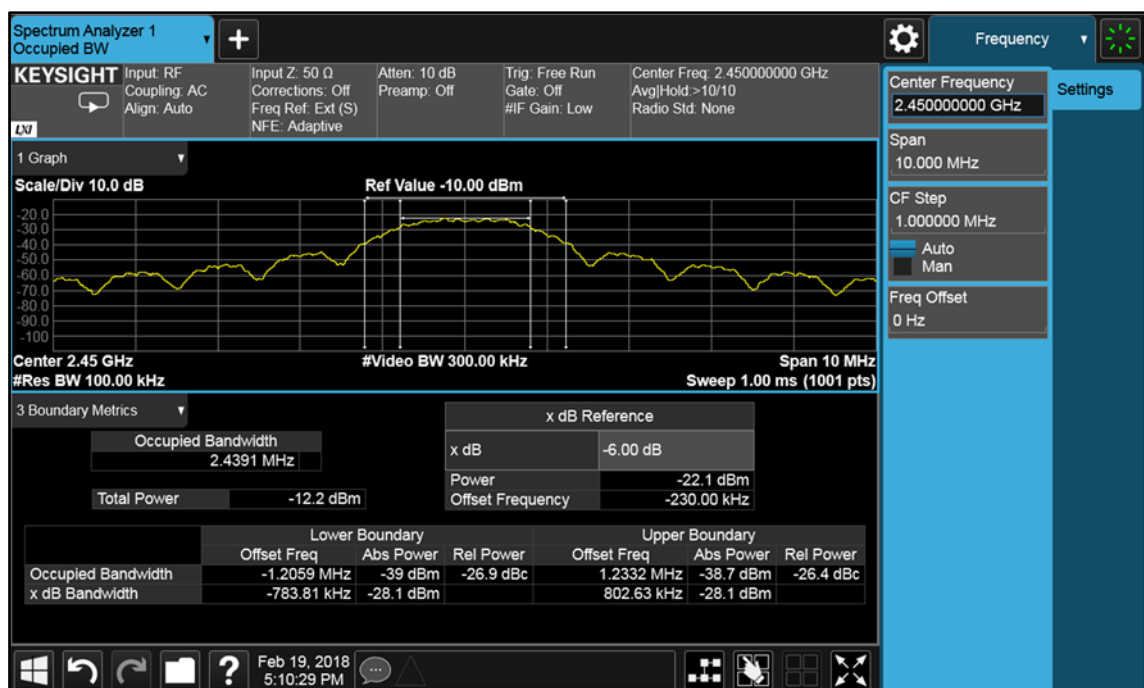 Spectrum Analyzer 1
Occupied BW
+
Frequency
KEYSIGHT
LXI
Input: RF
Coupling: AC
Align: Auto
Input Z: 50 Ω
Corrections: Off
Freq Ref: Ext (S)
NFE: Adaptive
Atten: 10 dB
Preamp: Off
Trig: Free Run
Gate: Off
#IF Gain: Low
Center Freq: 2.450000000 GHz
Avg|Hold:>10/10
Radio Std: None
Center Frequency
2.450000000 GHz
Settings
Span
10.000 MHz
CF Step
1.000000 MHz
Auto
Man
Freq Offset
0 Hz
1 Graph
Scale/Div 10.0 dB
Ref Value -10.00 dBm
-20.0
-30.0
-40.0
-50.0
-60.0
-70.0
-80.0
-90.0
-100
Center 2.45 GHz
#Video BW 300.00 kHz
Span 10 MHz
#Res BW 100.00 kHz
Sweep 1.00 ms (1001 pts)
3 Boundary Metrics
Occupied Bandwidth
2.4391 MHz
Total Power -12.2 dBm
x dB Reference
x dB -6.00 dB
Power -22.1 dBm
Offset Frequency -230.00 kHz
Lower Boundary Upper Boundary
Offset Freq Abs Power Rel Power Offset Freq Abs Power Rel Power
Occupied Bandwidth -1.2059 MHz -39 dBm -26.9 dBc 1.2332 MHz -38.7 dBm -26.4 dBc
x dB Bandwidth -783.81 kHz -28.1 dBm 802.63 kHz -28.1 dBm
?
Feb 19, 2018
5:10:29 PM